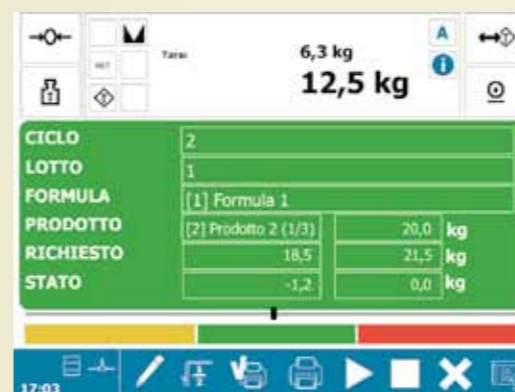 Tara:
6,3 kg
A
12,5 kg
CICLO 2
LOTTO 1
FORMULA [1] Formula 1
PRODOTTO [2] Prodotto 2 (1/3) 20,0 kg
RICHIESTO 18,5 21,5 kg
STATO -1,2 0,0 kg
17:03